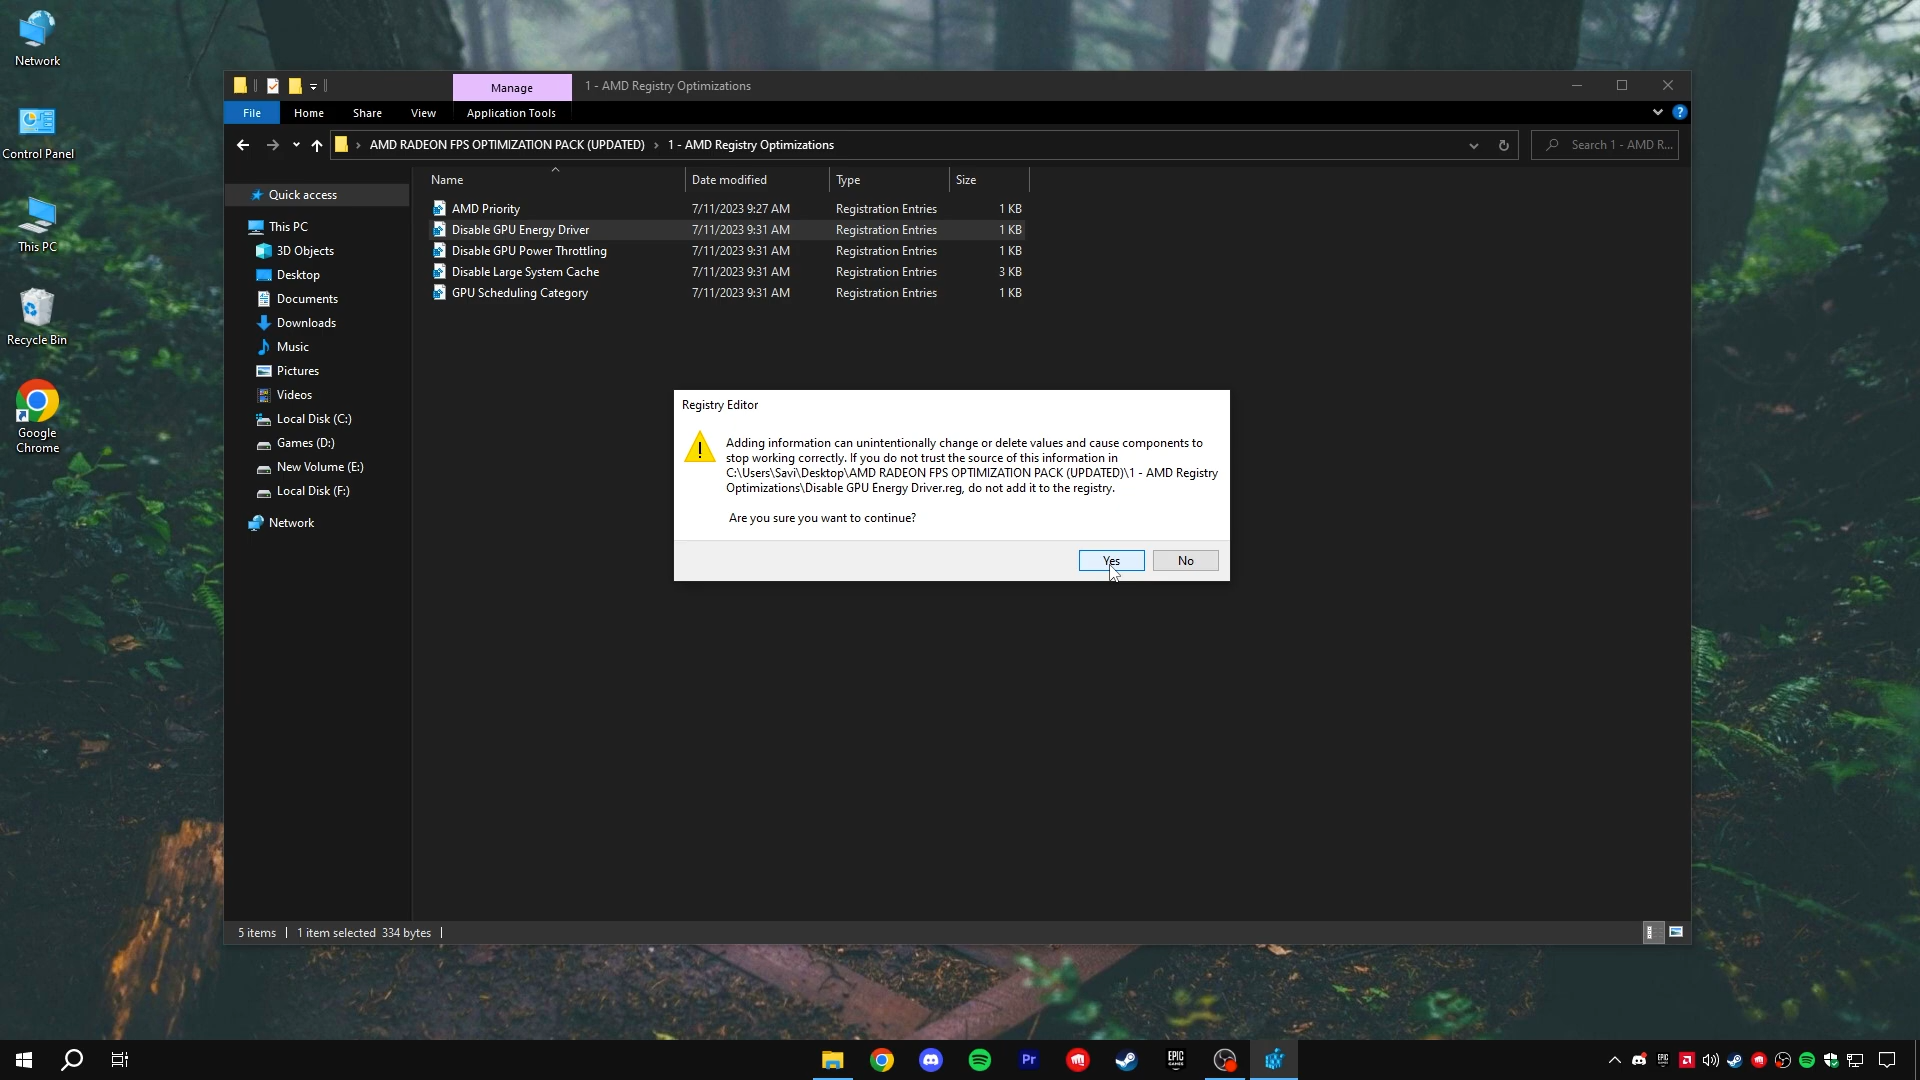 Network
Control Panel
This PC
Recycle Bin
Google
Chrome
Manage
1 - AMD Registry Optimizations
File
Home
Share
View
Application Tools
AMD RADEON FPS OPTIMIZATION PACK (UPDATED)
1 - AMD Registry Optimizations
Search 1 - AMD R...
Name
Date modified
Type
Size
AMD Priority 7/11/2023 9:27 AM Registration Entries 1 KB
Disable GPU Energy Driver 7/11/2023 9:31 AM Registration Entries 1 KB
Disable GPU Power Throttling 7/11/2023 9:31 AM Registration Entries 1 KB
Disable Large System Cache 7/11/2023 9:31 AM Registration Entries 3 KB
GPU Scheduling Category 7/11/2023 9:31 AM Registration Entries 1 KB
Quick access
This PC
3D Objects
Desktop
Documents
Downloads
Music
Pictures
Videos
Local Disk (C:)
Games (D:)
New Volume (E:)
Local Disk (F:)
Network
Registry Editor
Adding information can unintentionally change or delete values and cause components to
stop working correctly. If you do not trust the source of this information in
C:\Users\Savi\Desktop\AMD RADEON FPS OPTIMIZATION PACK (UPDATED)\1 - AMD Registry
Optimizations\Disable GPU Energy Driver.reg, do not add it to the registry.
Are you sure you want to continue?
Yes
No
5 items
1 item selected 334 bytes
Pr
EPIC
GAMES
EPIC